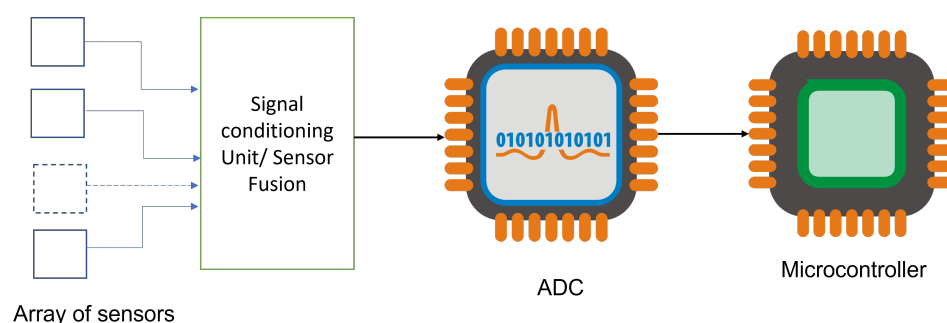 Signal
conditioning
Unit/ Sensor
Fusion
010101010101
ADC
Microcontroller
Array of sensors